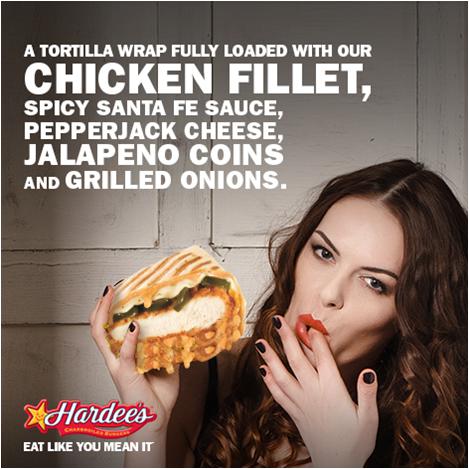 A TORTILLA WRAP FULLY LOADED WITH OUR
CHICKEN FILLET,
SPICY SANTA FE SAUCE,
PEPPERJACK CHEESE,
JALAPENO COINS
AND GRILLED ONIONS.
Hardee's
CHARBROILED BURGERS
EAT LIKE YOU MEAN IT